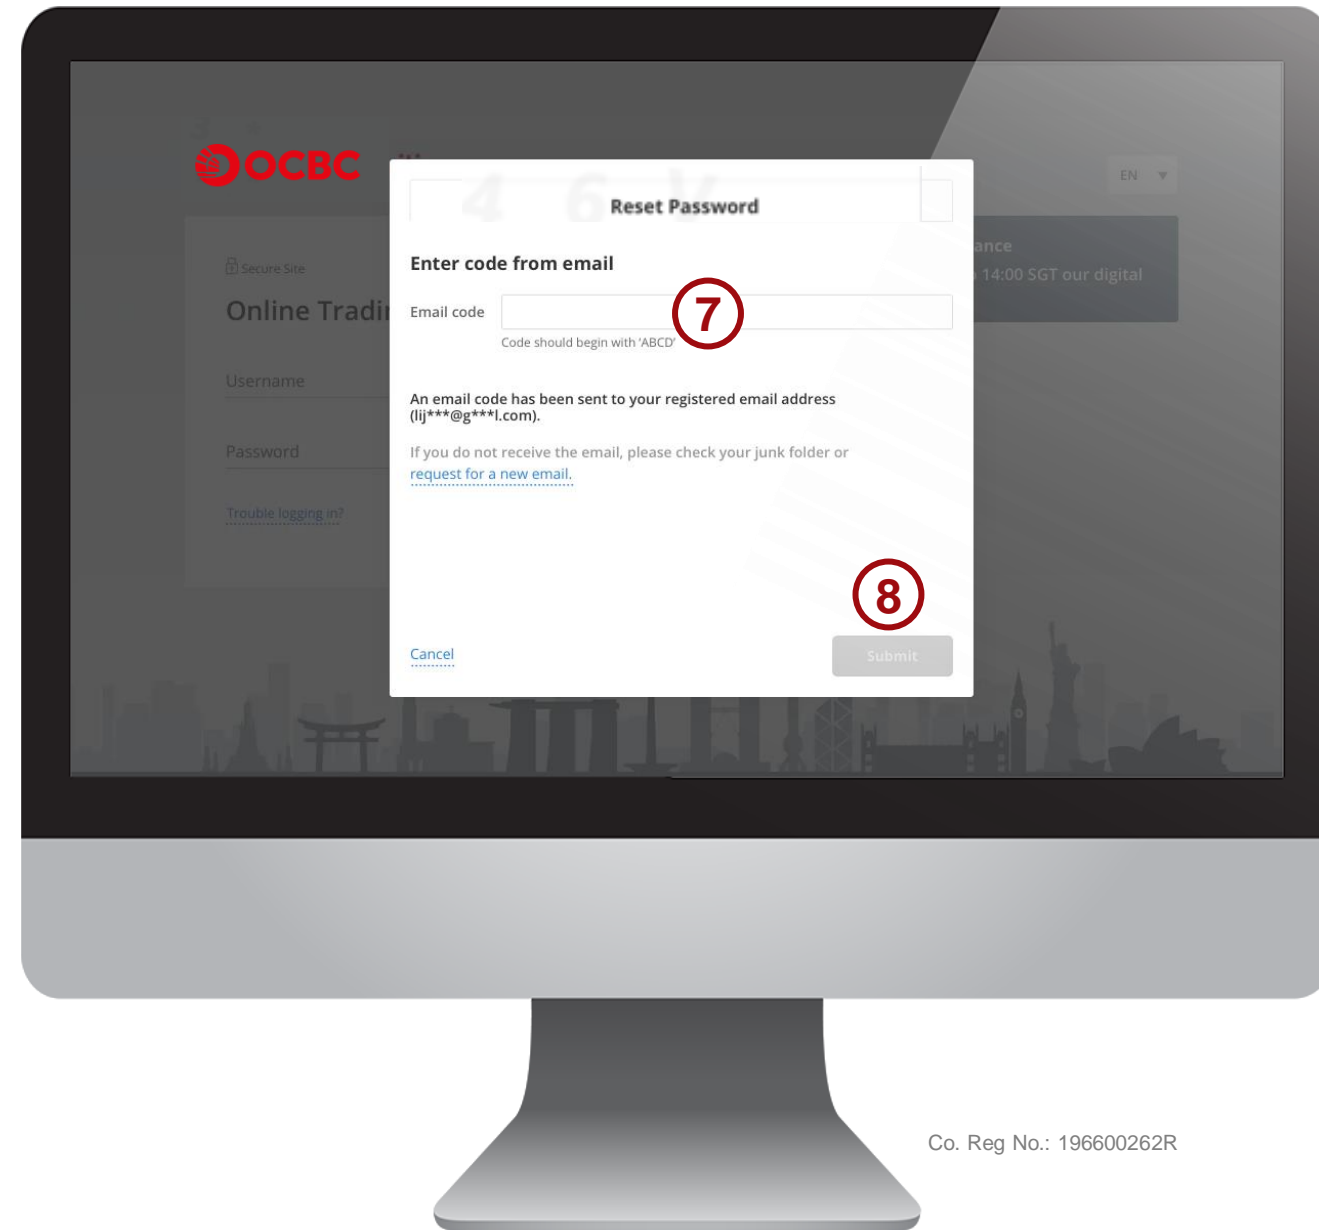 OCBC
EN
Reset Password
ance
14:00 SGT our digital
Secure Site
Online Tradin
Enter code from email
Email code
7
Code should begin with ‘ABCD’
Username
An email code has been sent to your registered email address
(lij***@g***l.com).
Password
If you do not receive the email, please check your junk folder or
request for a new email.
Trouble logging in?
8
Cancel
Submit
Co. Reg No.: 196600262R